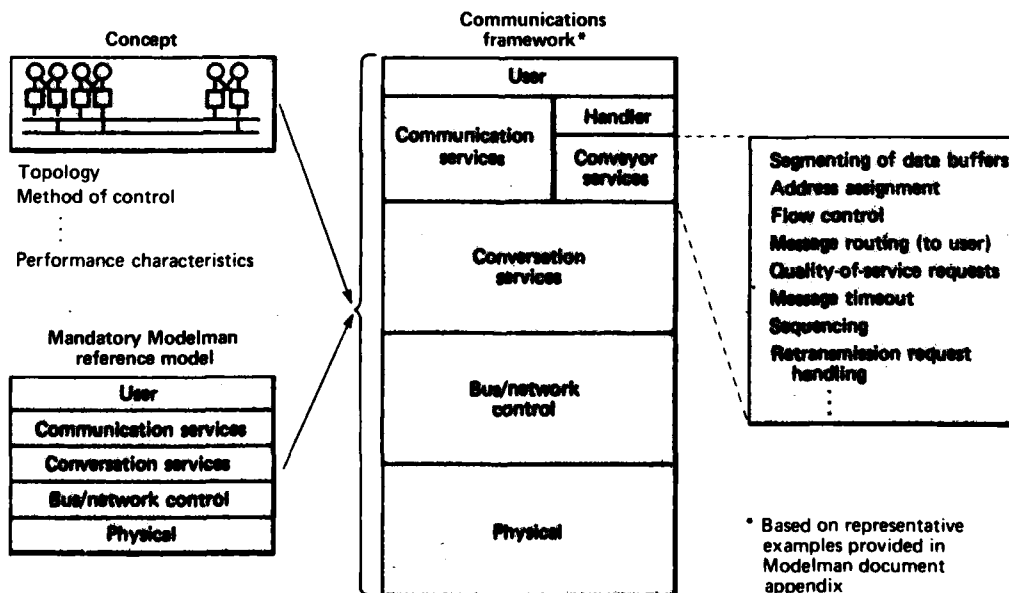 Concept
Topology
Method of control
Performance characteristics
Mandatory Modelman
reference model
User
Communication services
Conversation services
Bus/network control
Physical
Communications
framework*
User
Communication
services
Handler
Conveyor
services
Conversation
services
Bus/network
control
Physical
Segmenting of data buffers
Address assignment
Flow control
Message routing (to user)
Quality-of-service requests
Message timeout
Sequencing
Retransmission request
handling
* Based on representative
examples provided in
Modelman document
appendix